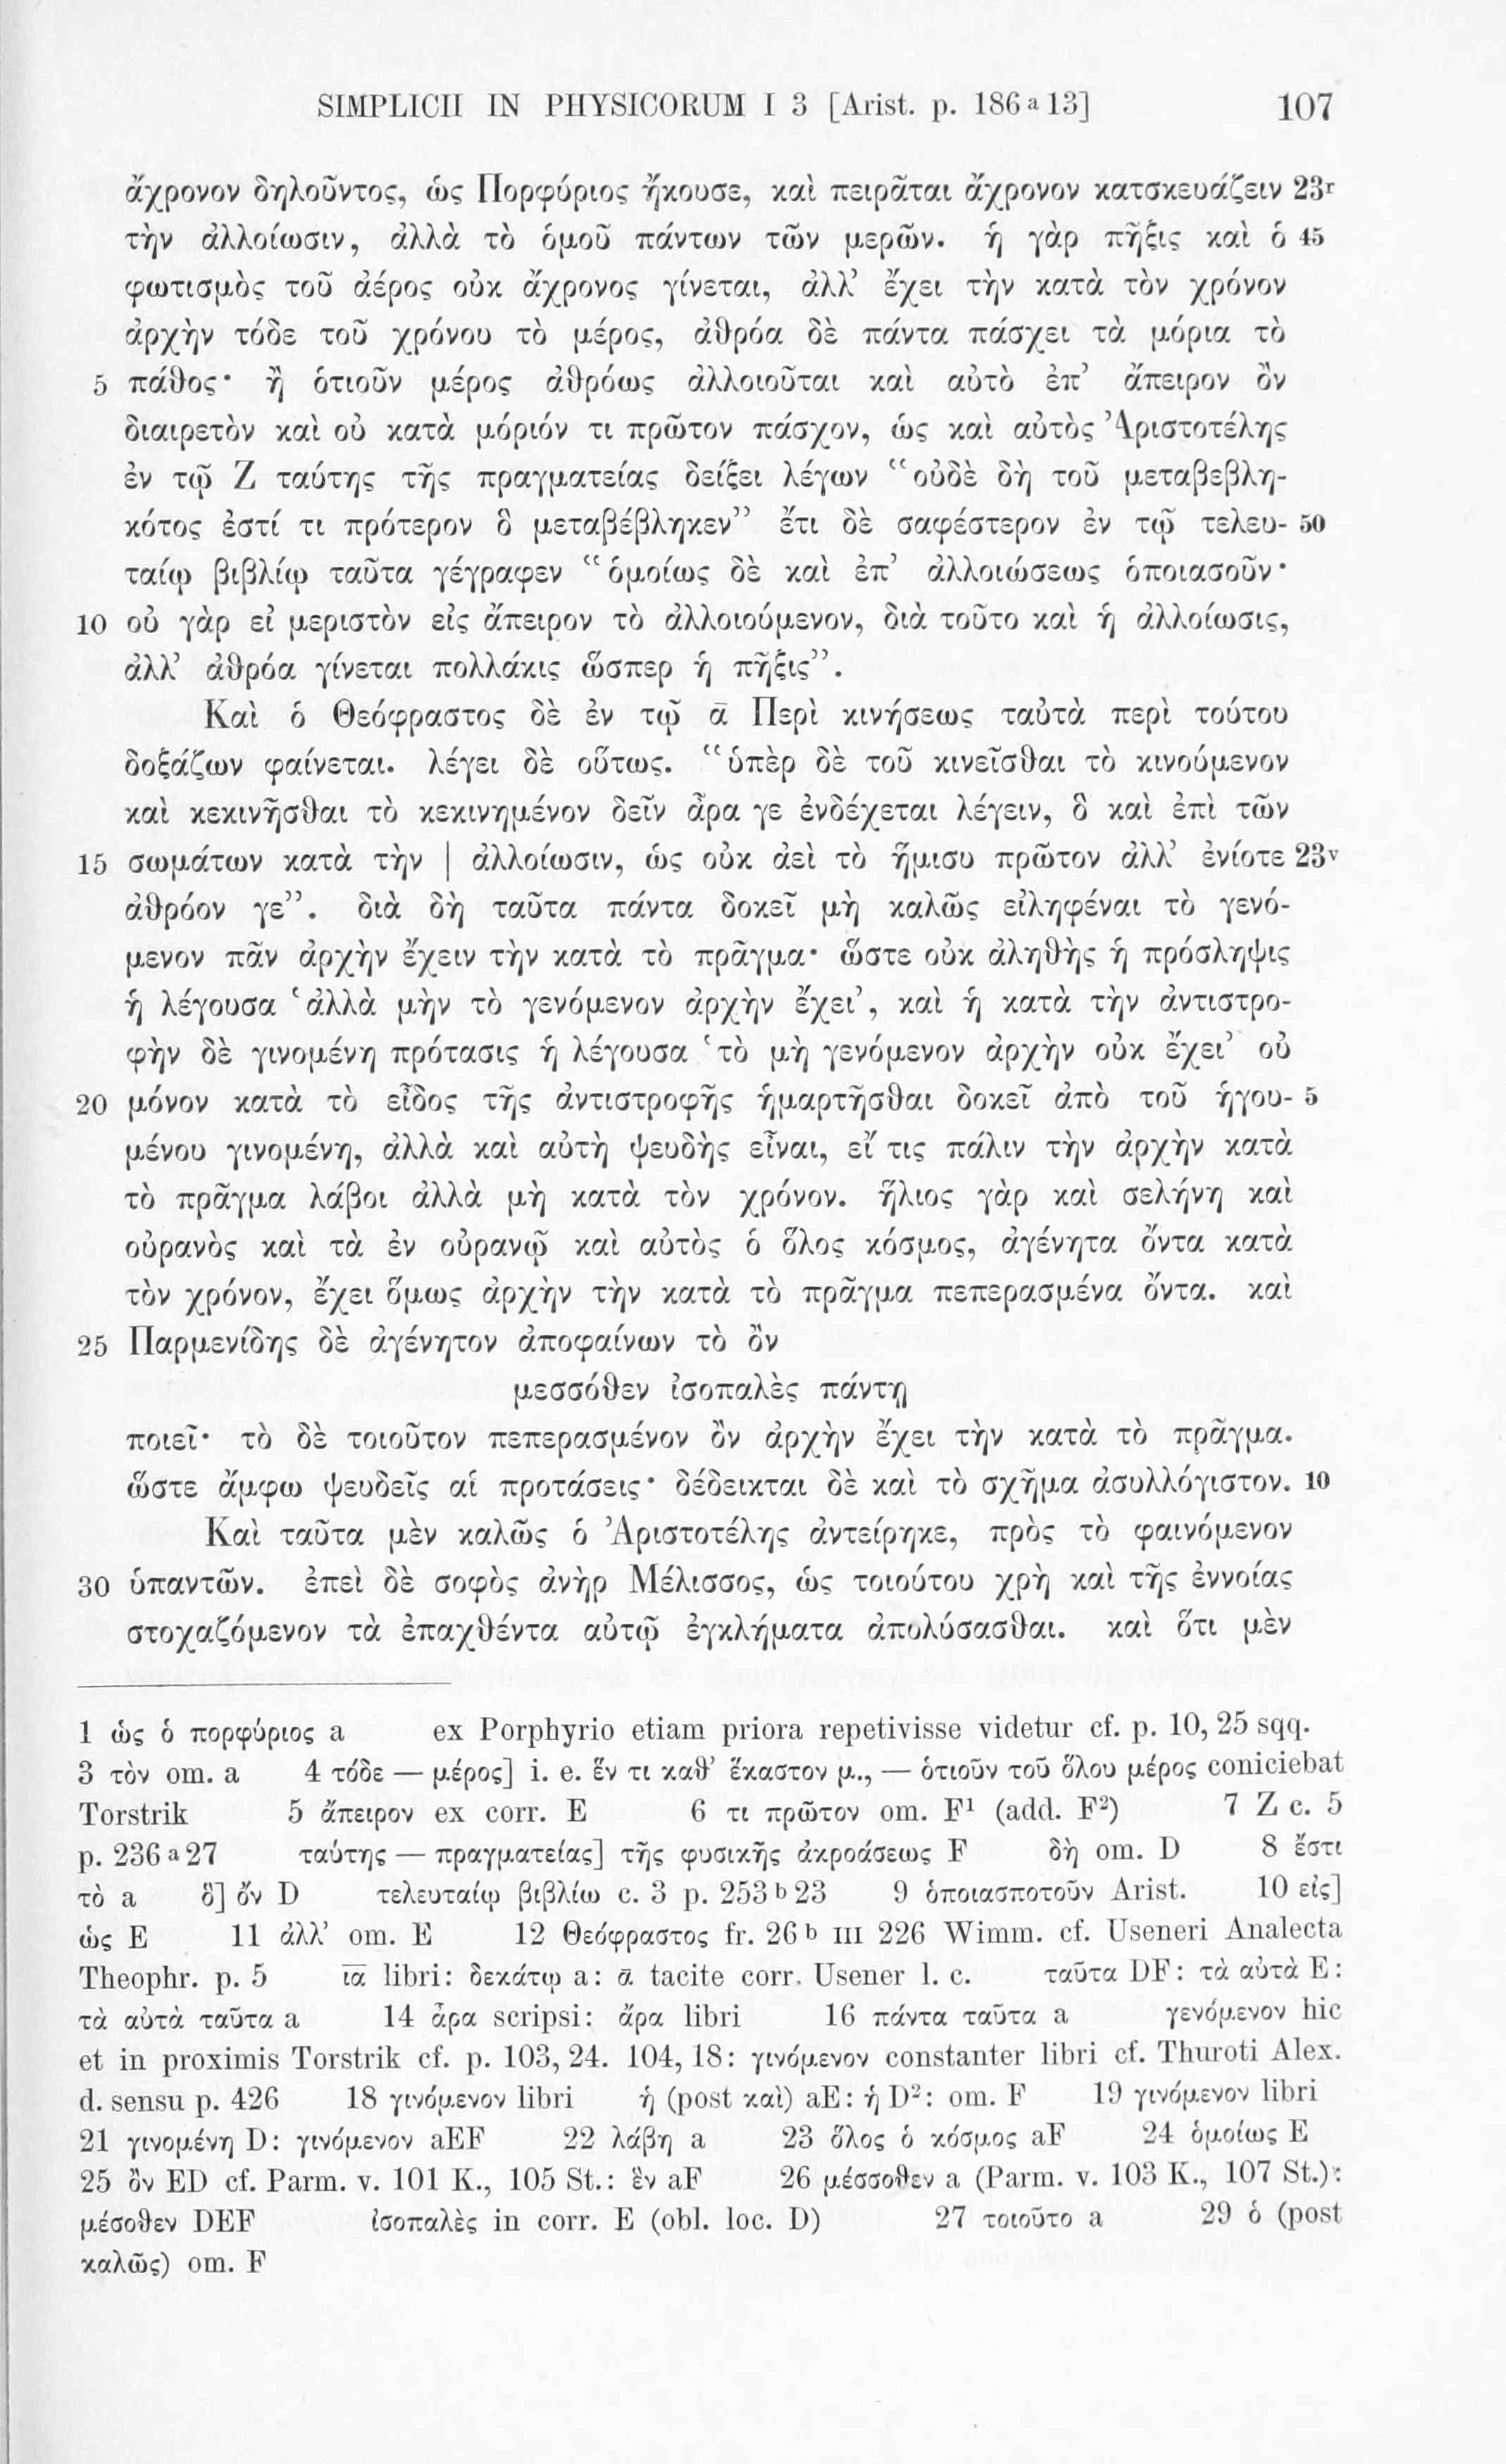 SIMPLICII IN PHYSICORUM I 3 [Arist. p. 186 a 13] 107
ἄχρονον δηλοῦντος, ὡς Πορφύριος ἤκουσε, καὶ πειρᾶται ἄχρονον κατσκευάζειν 23r
τὴν ἀλλοίωσιν, ἀλλὰ τὸ ὁμοῦ πάντων τῶν μερῶν. ἡ γὰρ πῆξις καὶ ὁ 45
φωτισμὸς τοῦ ἀέρος οὐκ ἄχρονος γίνεται, ἀλλ’ ἔχει τὴν κατὰ τὸν χρόνον
ἀρχὴν τόδε τοῦ χρόνου τὸ μέρος, ἀθρόα δὲ πάντα πάσχει τὰ μόρια τὸ
5 πάθος· ἢ ὁτιοῦν μέρος ἀθρόως ἀλλοιοῦται καὶ αὐτὸ ἐπ’ ἄπειρον ὂν
διαιρετὸν καὶ οὐ κατὰ μόριόν τι πρῶτον πάσχον, ὡς καὶ αὐτὸς Ἀριστοτέλης
ἐν τῷ Ζ ταύτης τῆς πραγματείας δείξει λέγων “οὐδὲ δὴ τοῦ μεταβεβλη-
κότος ἐστί τι πρότερον ὃ μεταβέβληκεν” ἔτι δὲ σαφέστερον ἐν τῷ τελευ- 50
ταίῳ βιβλίῳ ταῦτα γέγραφεν “ὁμοίως δὲ καὶ ἐπ’ ἀλλοιώσεως ὁποιασοῦν·
10 οὐ γὰρ εἰ μεριστὸν εἰς ἄπειρον τὸ ἀλλοιούμενον, διὰ τοῦτο καὶ ἡ ἀλλοίωσις,
ἀλλ’ ἀθρόα γίνεται πολλάκις ὥσπερ ἡ πῆξις”.
Καὶ ὁ Θεόφραστος δὲ ἐν τῷ ᾱ Περὶ κινήσεως ταὐτὰ περὶ τούτου
δοξάζων φαίνεται. λέγει δὲ οὕτως. “ὑπὲρ δὲ τοῦ κινεῖσθαι τὸ κινούμενον
καὶ κεκινῆσθαι τὸ κεκινημένον δεῖν ἆρα γε ἐνδέχεται λέγειν, ὃ καὶ ἐπὶ τῶν
15 σωμάτων κατὰ τὴν | ἀλλοίωσιν, ὡς οὐκ ἀεὶ τὸ ἥμισυ πρῶτον ἀλλ’ ἐνίοτε 23v
ἀθρόον γε”. διὰ δὴ ταῦτα πάντα δοκεῖ μὴ καλῶς εἰληφέναι τὸ γενό-
μενον πᾶν ἀρχὴν ἔχειν τὴν κατὰ τὸ πρᾶγμα· ὥστε οὐκ ἀληθὴς ἡ πρόσληψις
ἡ λέγουσα ‘ἀλλὰ μὴν τὸ γενόμενον ἀρχὴν ἔχει’, καὶ ἡ κατὰ τὴν ἀντιστρο-
φὴν δὲ γινομένη πρότασις ἡ λέγουσα ‘τὸ μὴ γενόμενον ἀρχὴν οὐκ ἔχει’ οὐ
20 μόνον κατὰ τὸ εἶδος τῆς ἀντιστροφῆς ἡμαρτῆσθαι δοκεῖ ἀπὸ τοῦ ἡγου- 5
μένου γινομένη, ἀλλὰ καὶ αὐτὴ ψευδὴς εἶναι, εἴ τις πάλιν τὴν ἀρχὴν κατὰ
τὸ πρᾶγμα λάβοι ἀλλὰ μὴ κατὰ τὸν χρόνον. ἥλιος γὰρ καὶ σελήνη καὶ
οὐρανὸς καὶ τὰ ἐν οὐρανῷ καὶ αὐτὸς ὁ ὅλος κόσμος, ἀγένητα ὄντα κατὰ
τὸν χρόνον, ἔχει ὅμως ἀρχὴν τὴν κατὰ τὸ πρᾶγμα πεπερασμένα ὄντα. καὶ
25 Παρμενίδης δὲ ἀγένητον ἀποφαίνων τὸ ὂν
μεσσόθεν ἰσοπαλὲς πάντῃ
ποιεῖ· τὸ δὲ τοιοῦτον πεπερασμένον ὂν ἀρχὴν ἔχει τὴν κατὰ τὸ πρᾶγμα.
ὥστε ἄμφω ψευδεῖς αἱ προτάσεις· δέδεικται δὲ καὶ τὸ σχῆμα ἀσυλλόγιστον. 10
Καὶ ταῦτα μὲν καλῶς ὁ Ἀριστοτέλης ἀντείρηκε, πρὸς τὸ φαινόμενον
30 ὑπαντῶν. ἐπεὶ δὲ σοφὸς ἀνὴρ Μέλισσος, ὡς τοιούτου χρὴ καὶ τῆς ἐννοίας
στοχαζόμενον τὰ ἐπαχθέντα αὐτῷ ἐγκλήματα ἀπολύσασθαι. καὶ ὅτι μὲν
1 ὡς ὁ πορφύριος a ex Porphyrio etiam priora repetivisse videtur cf. p. 10, 25 sqq.
3 τὸν om. a 4 τόδε — μέρος] i. e. ἕν τι καθ’ ἕκαστον μ., — ὁτιοῦν τοῦ ὅλου μέρος coniciebat
Torstrik 5 ἄπειρον ex corr. E 6 τι πρῶτον om. F¹ (add. F²) 7 Ζ c. 5
p. 236 a 27 ταύτης — πραγματείας] τῆς φυσικῆς ἀκροάσεως F δὴ om. D 8 ἔστι
τὸ a ὃ] ὄν D τελευταίῳ βιβλίω c. 3 p. 253 b 23 9 ὁποιασποτοῦν Arist. 10 εἰς]
ὡς E 11 ἀλλ’ om. E 12 Θεόφραστος fr. 26 b III 226 Wimm. cf. Useneri Analecta
Theophr. p. 5 ι̅α̅ libri: δεκάτῳ a: ᾱ tacite corr. Usener l. c. ταῦτα DF: τὰ αὐτὰ E:
τὰ αὐτὰ ταῦτα a 14 ἆρα scripsi: ἄρα libri 16 πάντα ταῦτα a γενόμενον hic
et in proximis Torstrik cf. p. 103, 24. 104, 18: γινόμενον constanter libri cf. Thuroti Alex.
d. sensu p. 426 18 γινόμενον libri ἡ (post καὶ) aE: ἡ D²: om. F 19 γινόμενον libri
21 γινομένη D: γινόμενον aEF 22 λάβη a 23 ὅλος ὁ κόσμος aF 24 ὁμοίως E
25 ὂν ED cf. Parm. v. 101 K., 105 St.: ἓν aF 26 μέσσοθεν a (Parm. v. 103 K., 107 St.):
μέσοθεν DEF ἰσοπαλὲς in corr. E (obl. loc. D) 27 τοιοῦτο a 29 ὁ (post
καλῶς) om. F